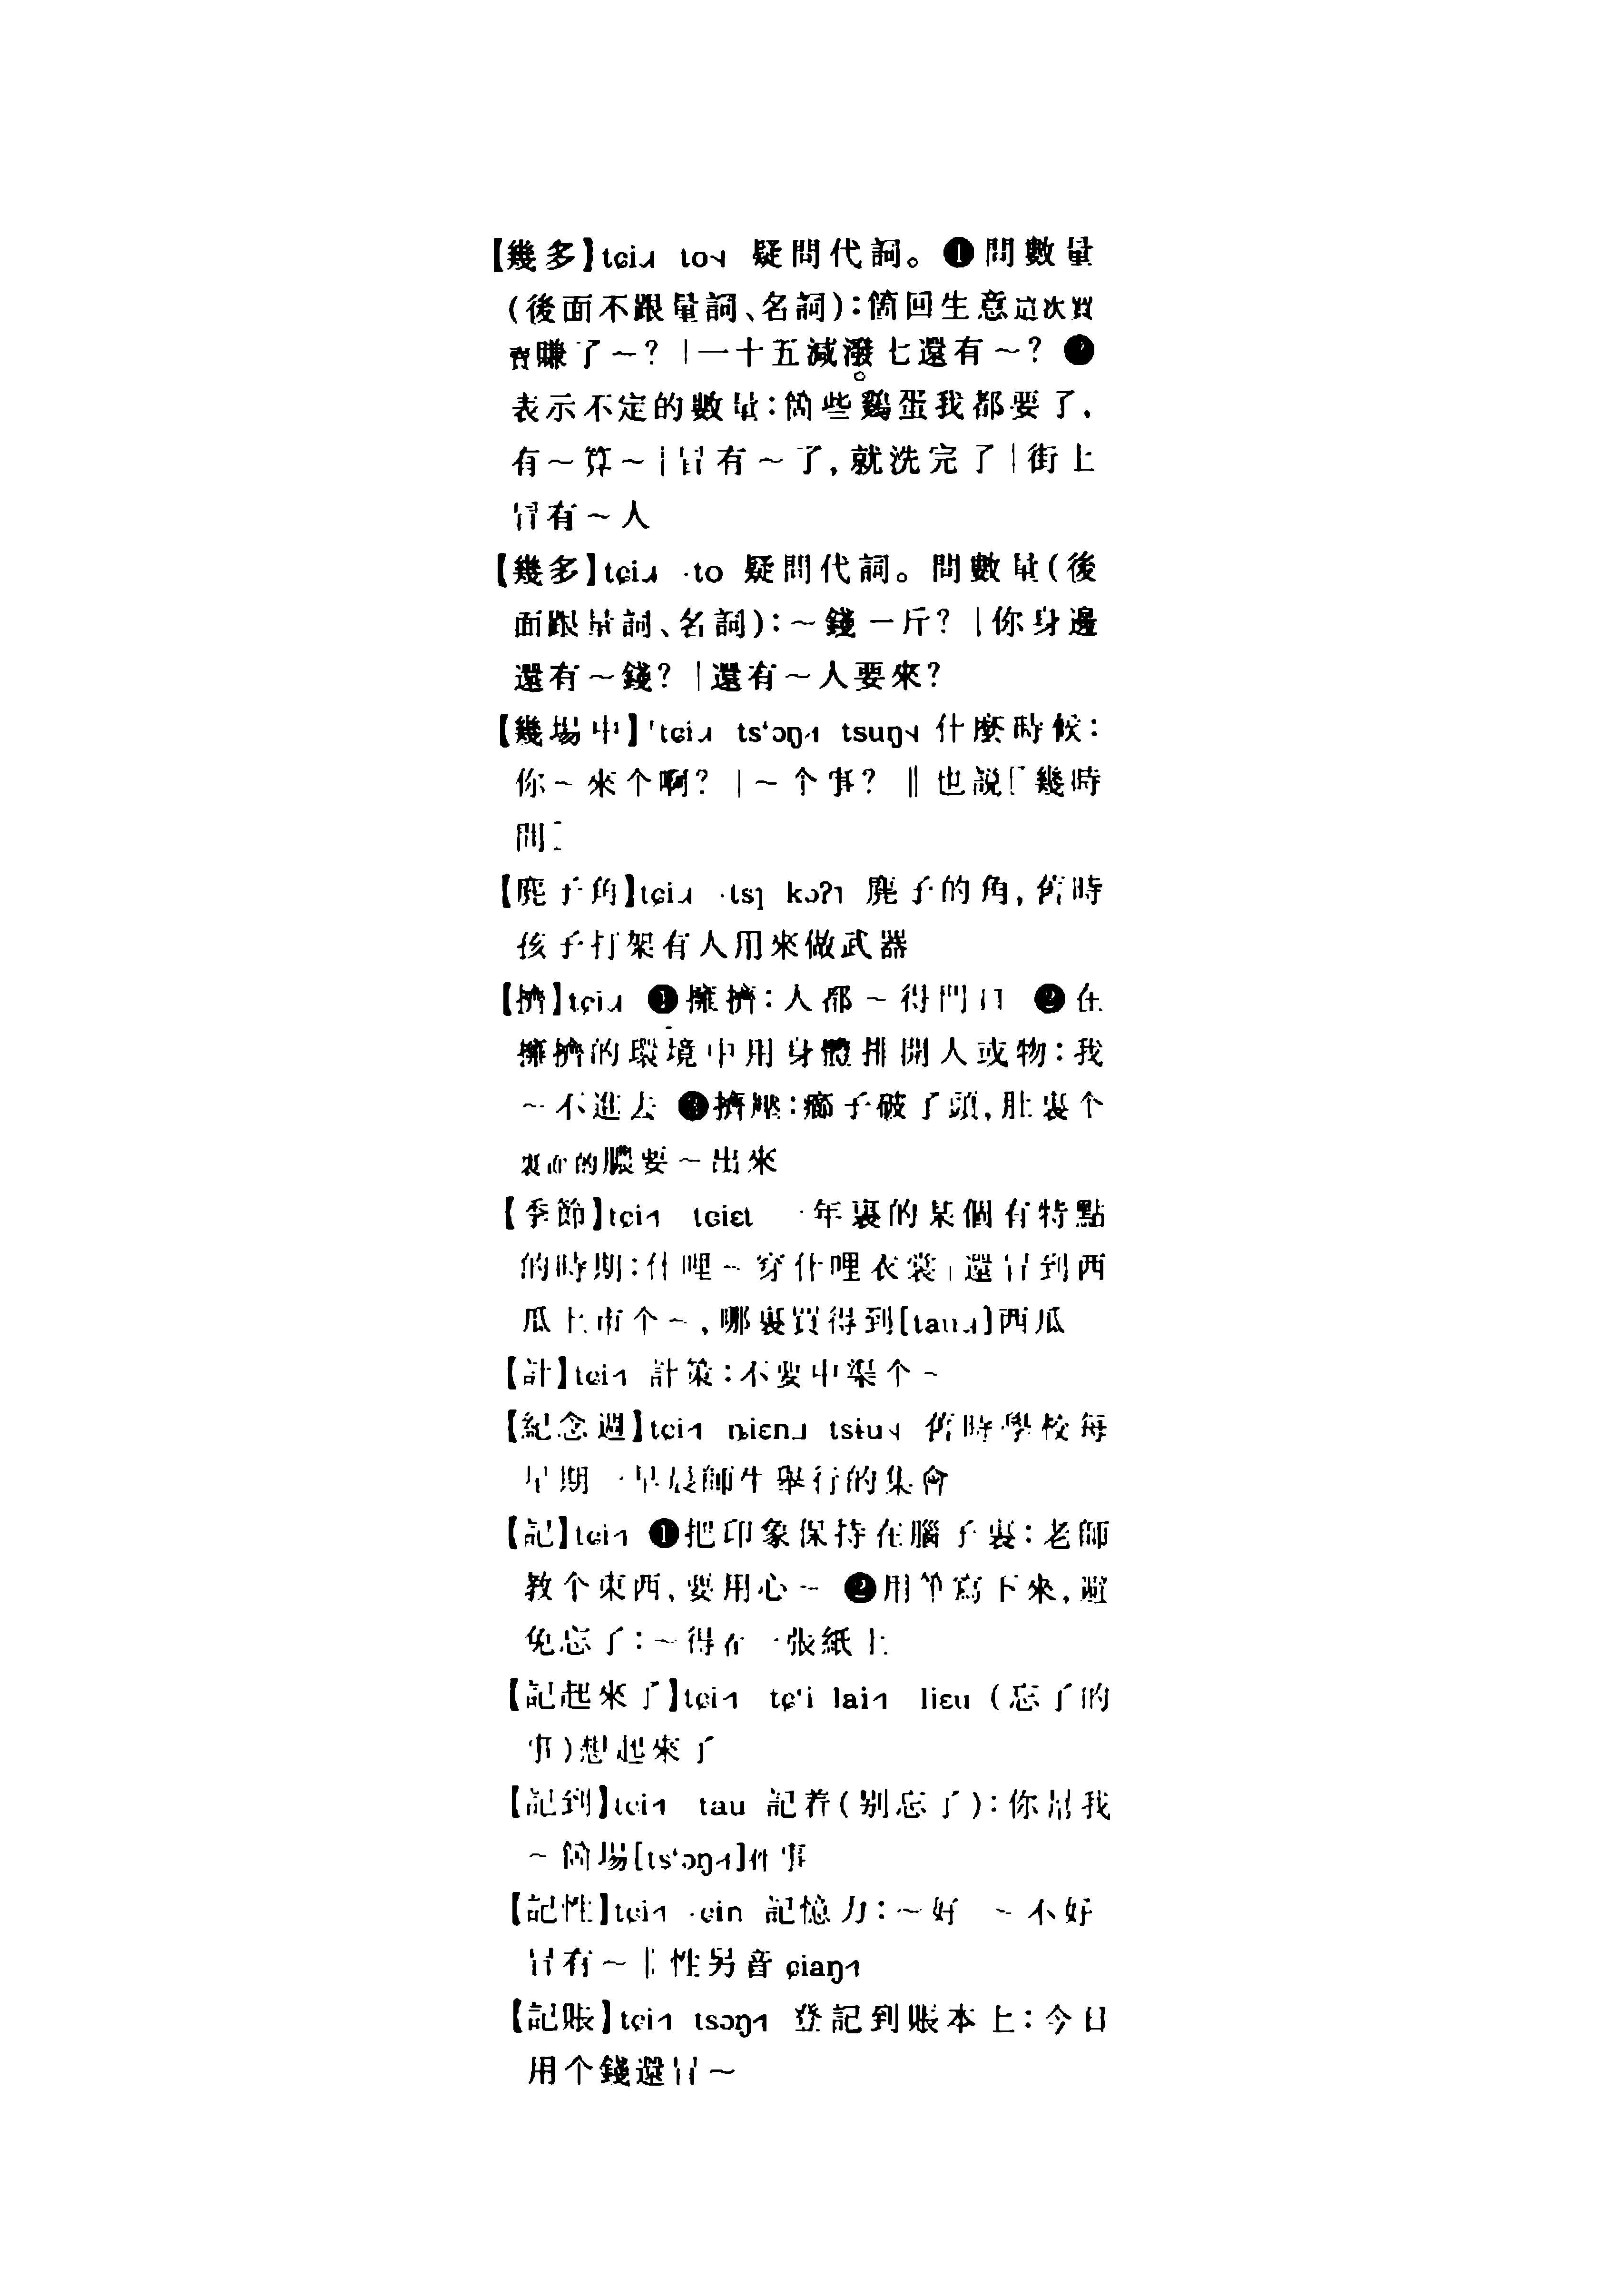 【幾多】tɕi˨˩˧ to˦˨ 疑問代詞。❶問數量
(後面不跟量詞、名詞):箇回生意這次買
賣賺了～?｜一十五減潑七還有～? ❷
表示不定的數量:箇些鷄蛋我都要了,
有～算～｜冒有～了,就洗完了｜街上
冒有～人
【幾多】tɕi˨˩˧ ·to 疑問代詞。問數量(後
面跟量詞、名詞):～錢一斤?｜你身邊
還有～錢?｜還有～人要來?
【幾場中】tɕi˨˩˧ tsʻɔŋ tsuŋ˦˨ 什麼時候:
你～來个啊?｜～个事? ‖也説[幾時
間]
【麂子角】tɕi˨˩˧ ·tsɿ kɔʔ 麂子的角,舊時
孩子打架有人用來做武器
【擠】tɕi˨˩˧ ❶擁擠:人都～得門口 ❷在
擁擠的環境中用身體排開人或物:我
～不進去 ❸擠壓:癤子破了頭,肚裏个
裏面的膿要～出來
【季節】tɕi tɕiɛt 一年裏的某個有特點
的時期:什哩～穿什哩衣裳｜還冒到西
瓜上市个～,哪裏買得到[tau˨˩˧]西瓜
【計】tɕi 計策:不要中渠个～
【紀念週】tɕi ȵiɛn˩ tsɨu˦˨ 舊時學校每
星期一早晨師生舉行的集會
【記】tɕi ❶把印象保持在腦子裏:老師
教个東西,要用心～ ❷用筆寫下來,避
免忘了:～得在一張紙上
【記起來了】tɕi tɕʻi lai liɛu (忘了的
事)想起來了
【記到】tɕi tau 記着(别忘了):你幫我
～箇場[tsʻɔŋ]件事
【記性】tɕi ·ɕin 記憶力:～好 ～不好
冒有～‖性另音 ɕiaŋ
【記賬】tɕi tsɔŋ 登記到賬本上:今日
用个錢還冒～